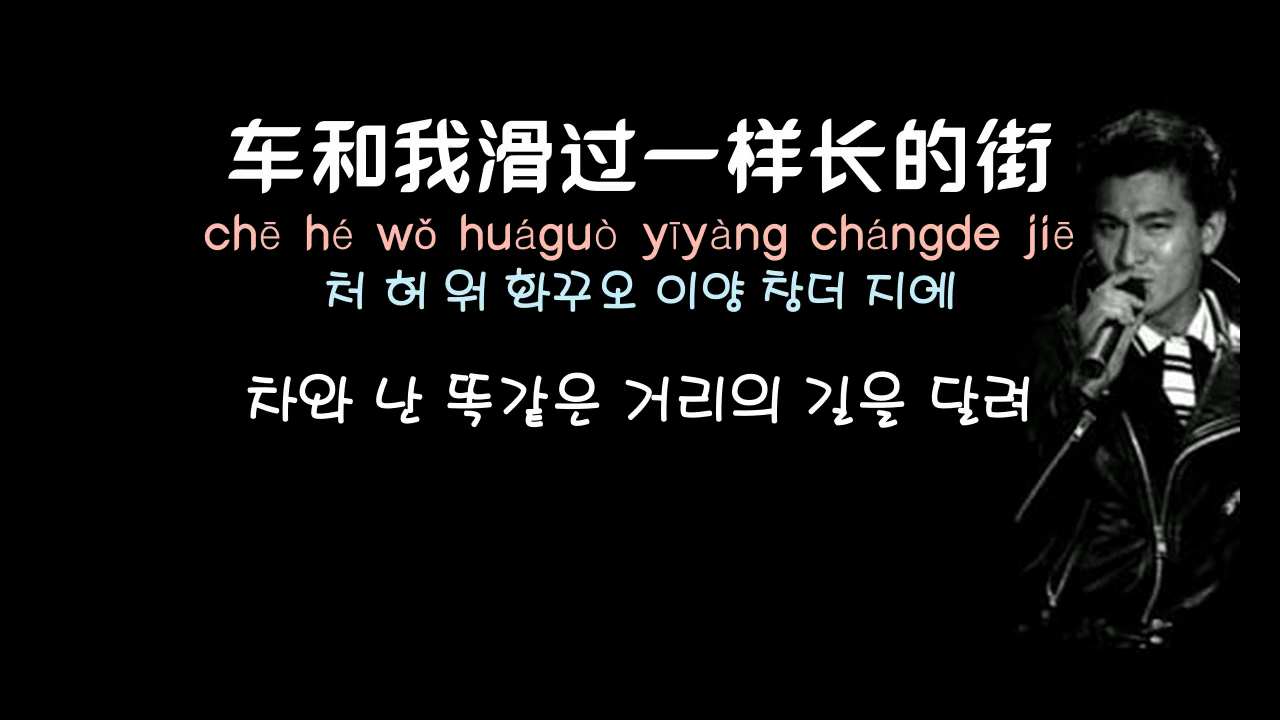 车和我滑过一样长的街
chē hé wǒ huáguò yīyàng chángde jiē
처 허 워 화꾸오 이양 창더 지에
차와 난 똑같은 거리의 길을 달려